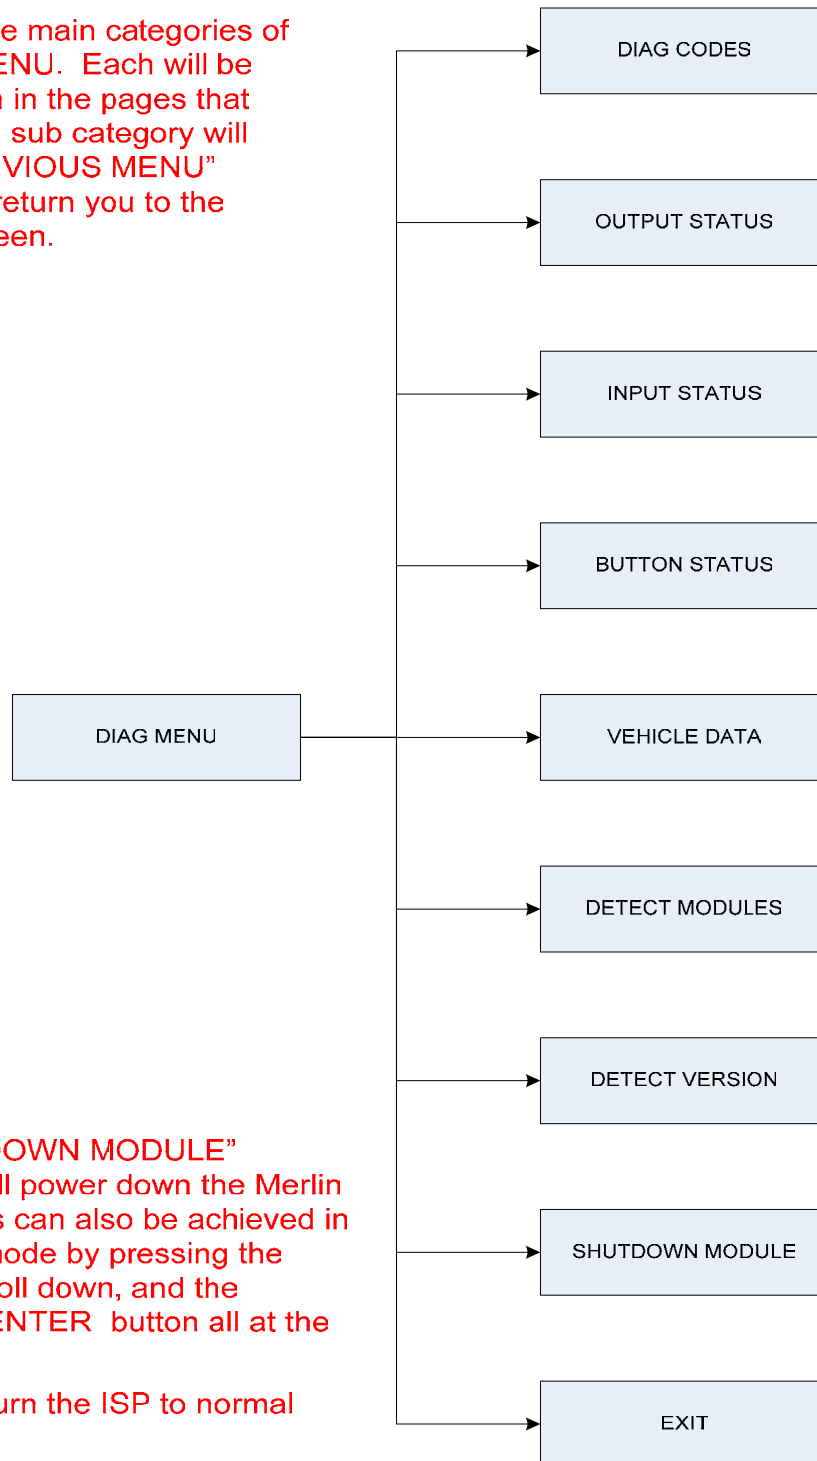 e main categories of
ENU.  Each will be
in the pages that
sub category will
VIOUS MENU”
return you to the
een.
DIAG CODES
OUTPUT STATUS
INPUT STATUS
BUTTON STATUS
DIAG MENU
VEHICLE DATA
DETECT MODULES
DETECT VERSION
OWN MODULE”
ll power down the Merlin
s can also be achieved in
node by pressing the
oll down, and the
ENTER  button all at the
urn the ISP to normal
SHUTDOWN MODULE
EXIT